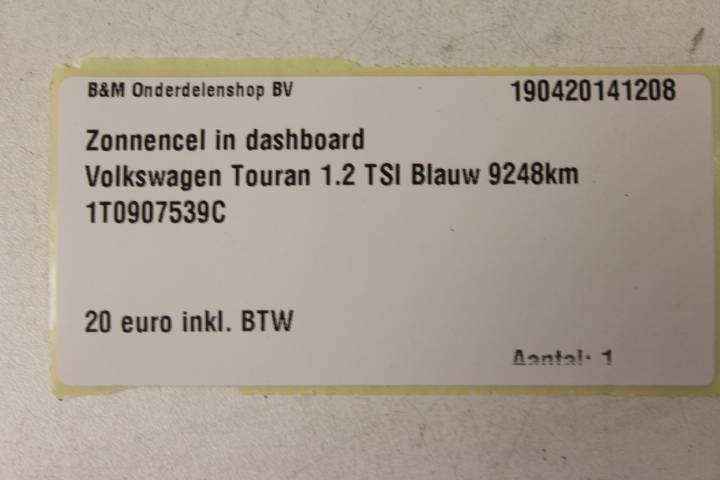 B&M Onderdelenshop BV 190420141208
Zonnencel in dashboard
Volkswagen Touran 1.2 TSI Blauw 9248km
1T0907539C
20 euro inkl. BTW
Aantal: 1